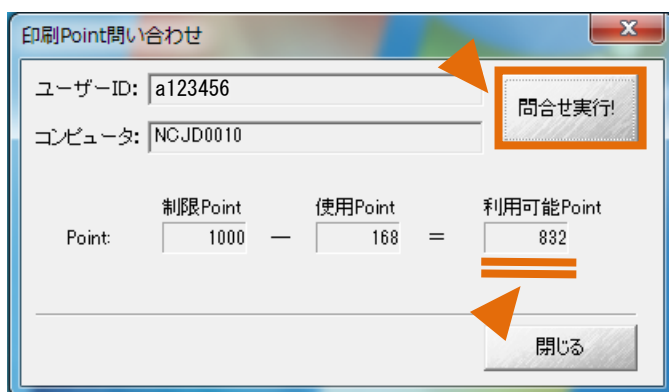 印刷Point問い合わせ
ユーザーID: a123456
問合せ実行!
コンピュータ: NCJD0010
制限Point 使用Point 利用可能Point
Point: 1000 — 168 = 832
閉じる